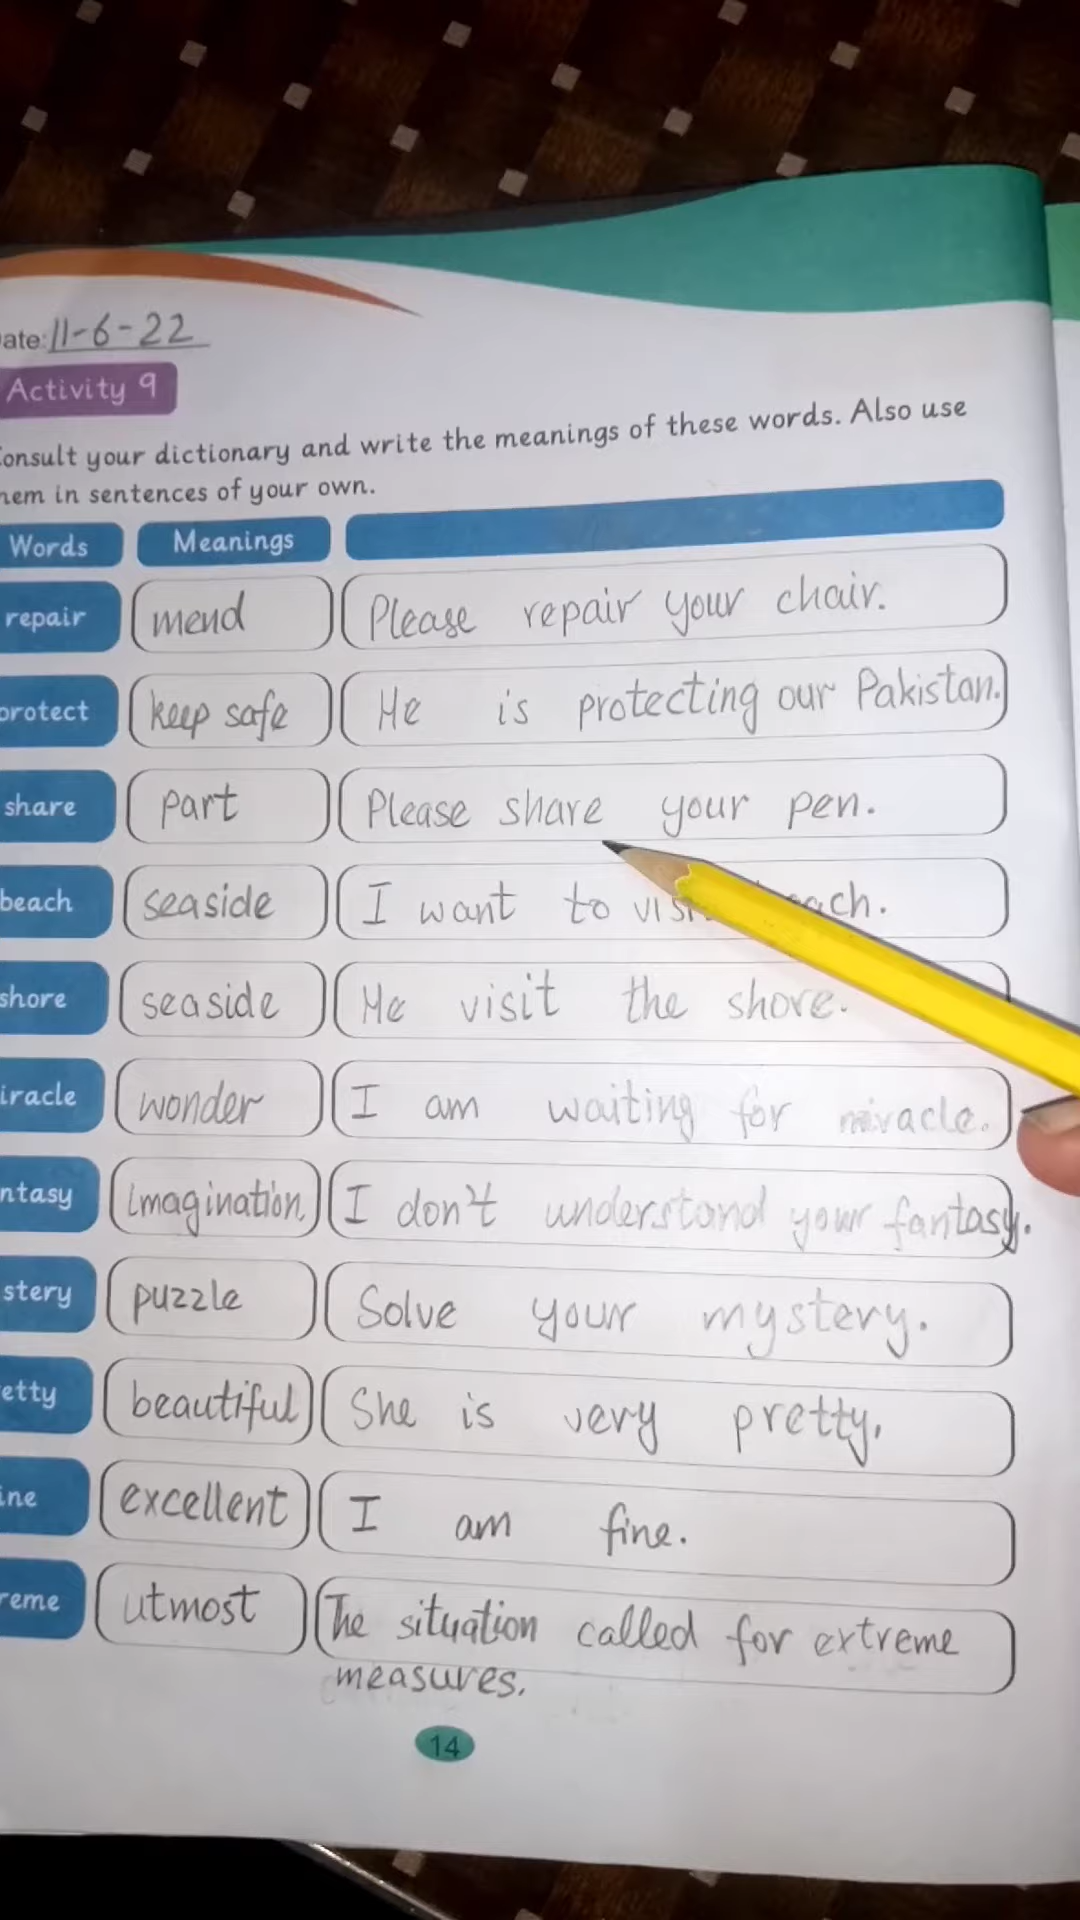 ate: 11-6-22
Activity 9
onsult your dictionary and write the meanings of these words. Also use
hem in sentences of your own.
Words Meanings
repair mend Please repair your chair.
protect keep safe He is protecting our Pakistan.
share part Please share your pen.
beach seaside I want to ach.
shore seaside He visit the shore.
iracle wonder I am waiting for miracle.
ntasy Imagination, I don't understand your fantasy.
stery puzzle Solve your mystery.
etty beautiful She is very pretty,
ine excellent I am fine.
reme utmost The situation called for extreme
measures.
14